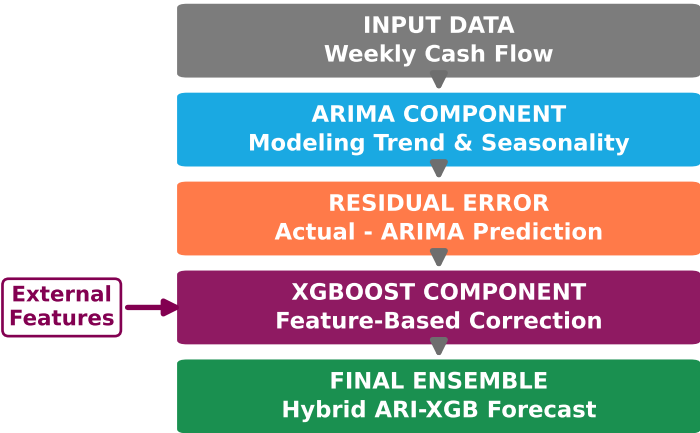 INPUT DATA
Weekly Cash Flow
ARIMA COMPONENT
Modeling Trend & Seasonality
RESIDUAL ERROR
Actual - ARIMA Prediction
External
Features
XGBOOST COMPONENT
Feature-Based Correction
FINAL ENSEMBLE
Hybrid ARI-XGB Forecast